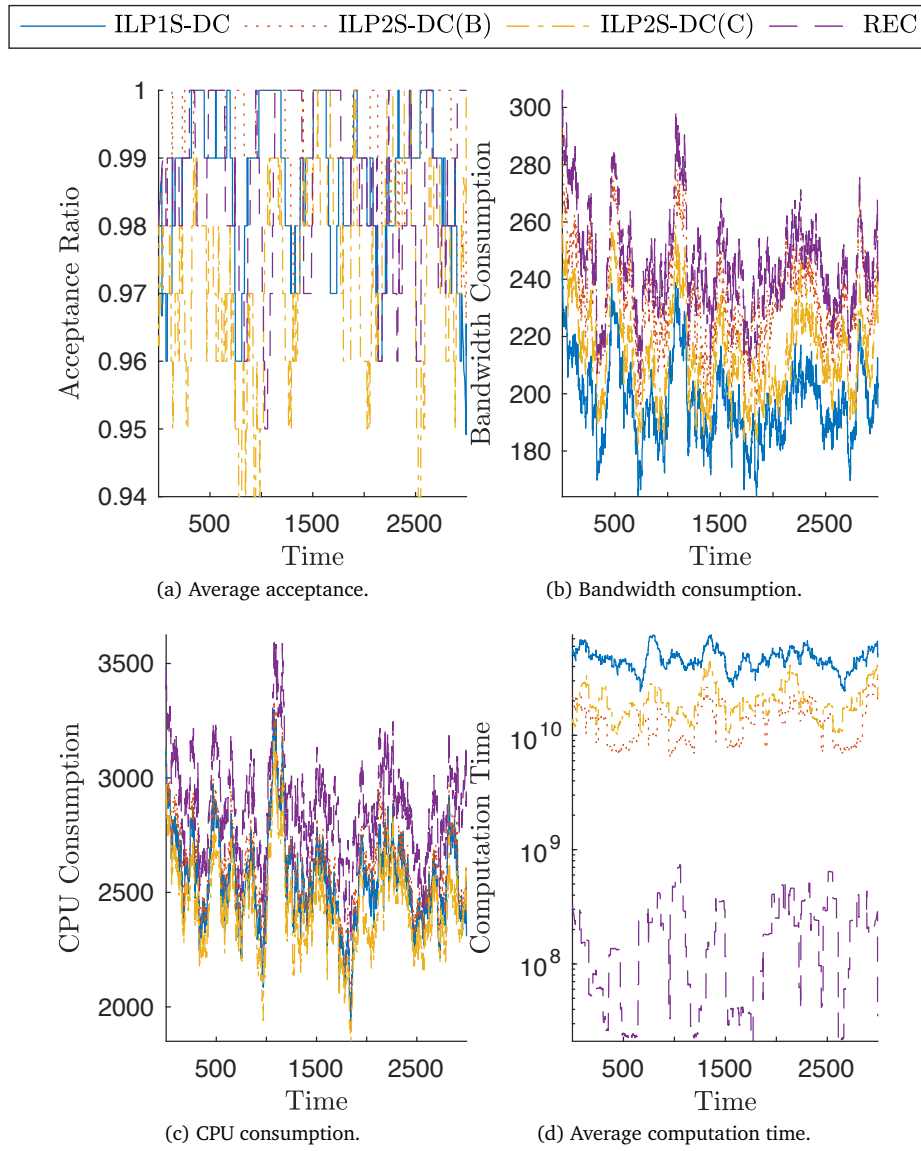 ILP1S-DC ILP2S-DC(B) ILP2S-DC(C) REC
1
0.99
0.98
0.97
0.96
0.95
0.94
Acceptance Ratio
500 1500 2500
Time
(a) Average acceptance.
300
280
260
240
220
200
180
Bandwidth Consumption
500 1500 2500
Time
(b) Bandwidth consumption.
3500
3000
2500
2000
CPU Consumption
500 1500 2500
Time
(c) CPU consumption.
10^10
10^9
10^8
Computation Time
500 1500 2500
Time
(d) Average computation time.